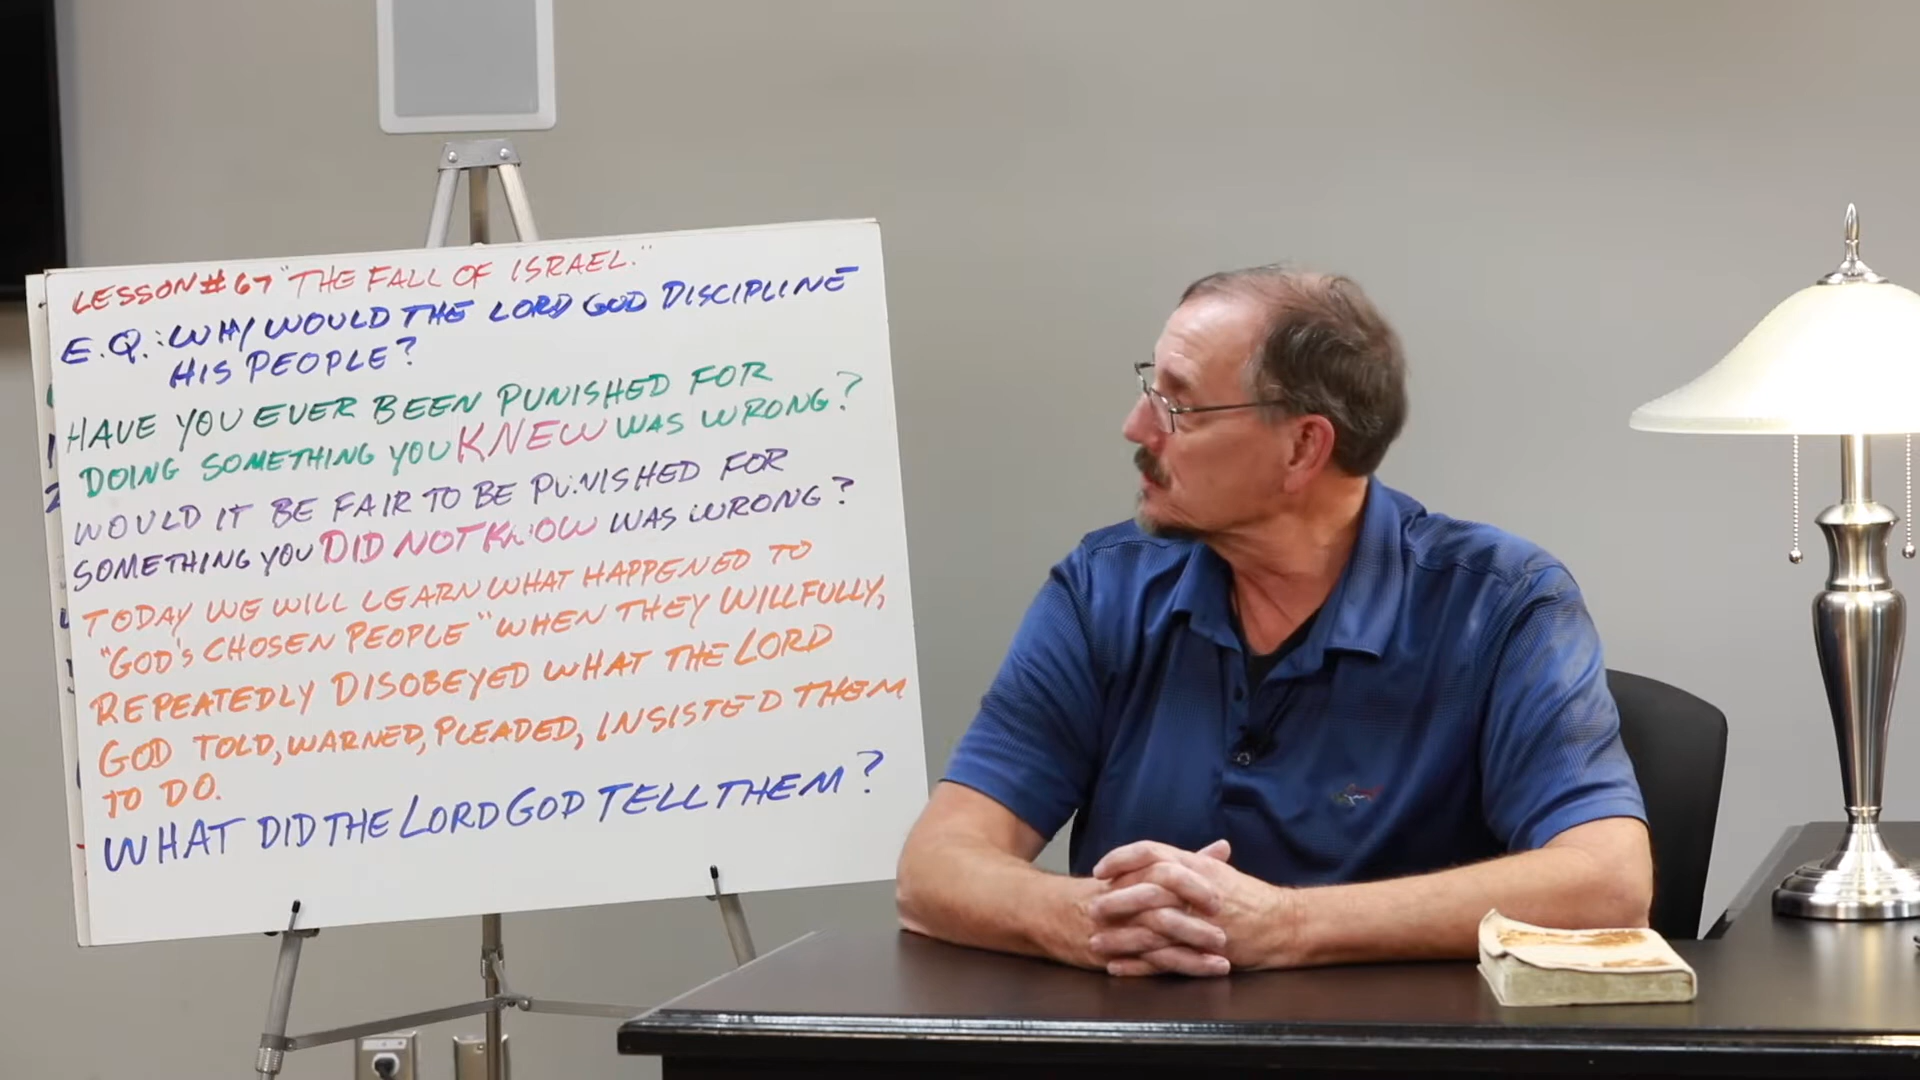 LESSON#67 "THE FALL OF ISRAEL."
E.Q.: WHY WOULD THE LORD GOD DISCIPLINE
HIS PEOPLE?
HAVE YOU EVER BEEN PUNISHED FOR
DOING SOMETHING YOU KNEW WAS WRONG?
WOULD IT BE FAIR TO BE PUNISHED FOR
SOMETHING YOU DID NOT KNOW WAS WRONG?
TODAY WE WILL LEARN WHAT HAPPENED TO
"GOD'S CHOSEN PEOPLE" WHEN THEY WILLFULLY,
REPEATEDLY DISOBEYED WHAT THE LORD
GOD TOLD, WARNED, PLEADED, INSISTED THEM
TO DO.
WHAT DID THE LORD GOD TELL THEM?